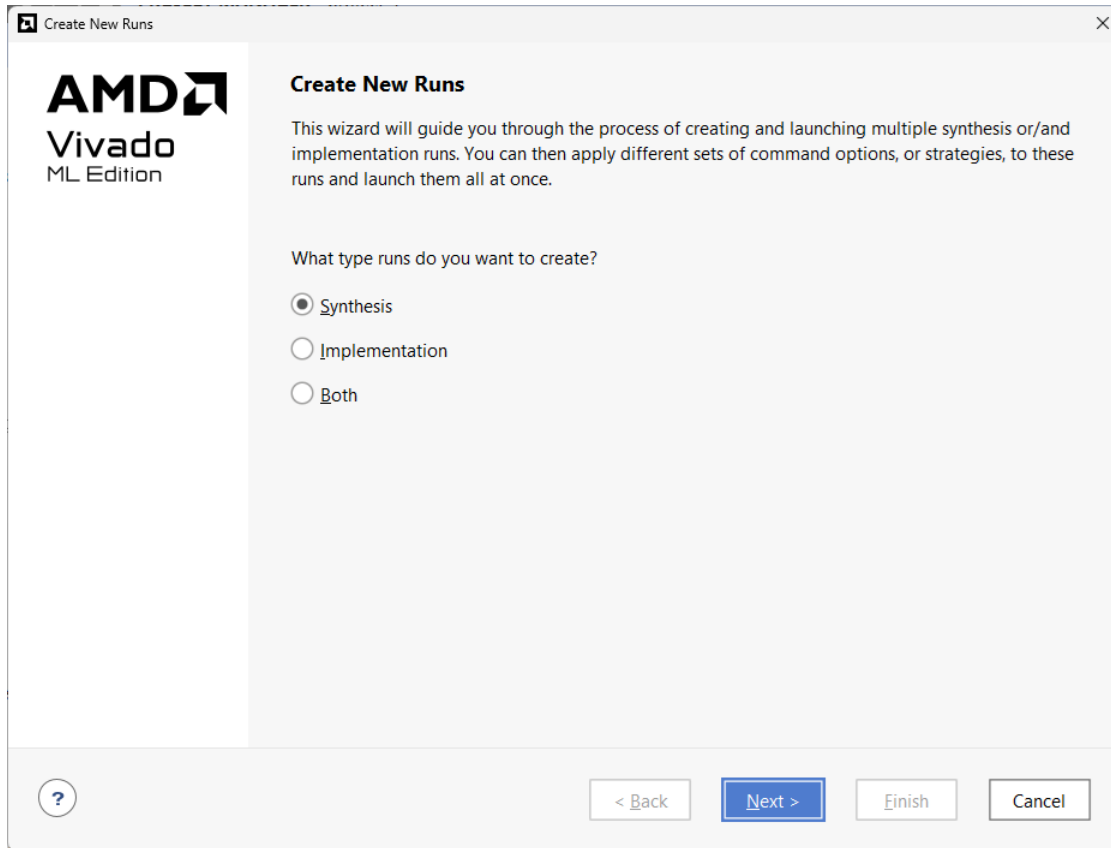 Create New Runs
AMD
Vivado
ML Edition
Create New Runs
This wizard will guide you through the process of creating and launching multiple synthesis or/and
implementation runs. You can then apply different sets of command options, or strategies, to these
runs and launch them all at once.
What type runs do you want to create?
Synthesis
Implementation
Both
?
< Back
Next >
Finish
Cancel